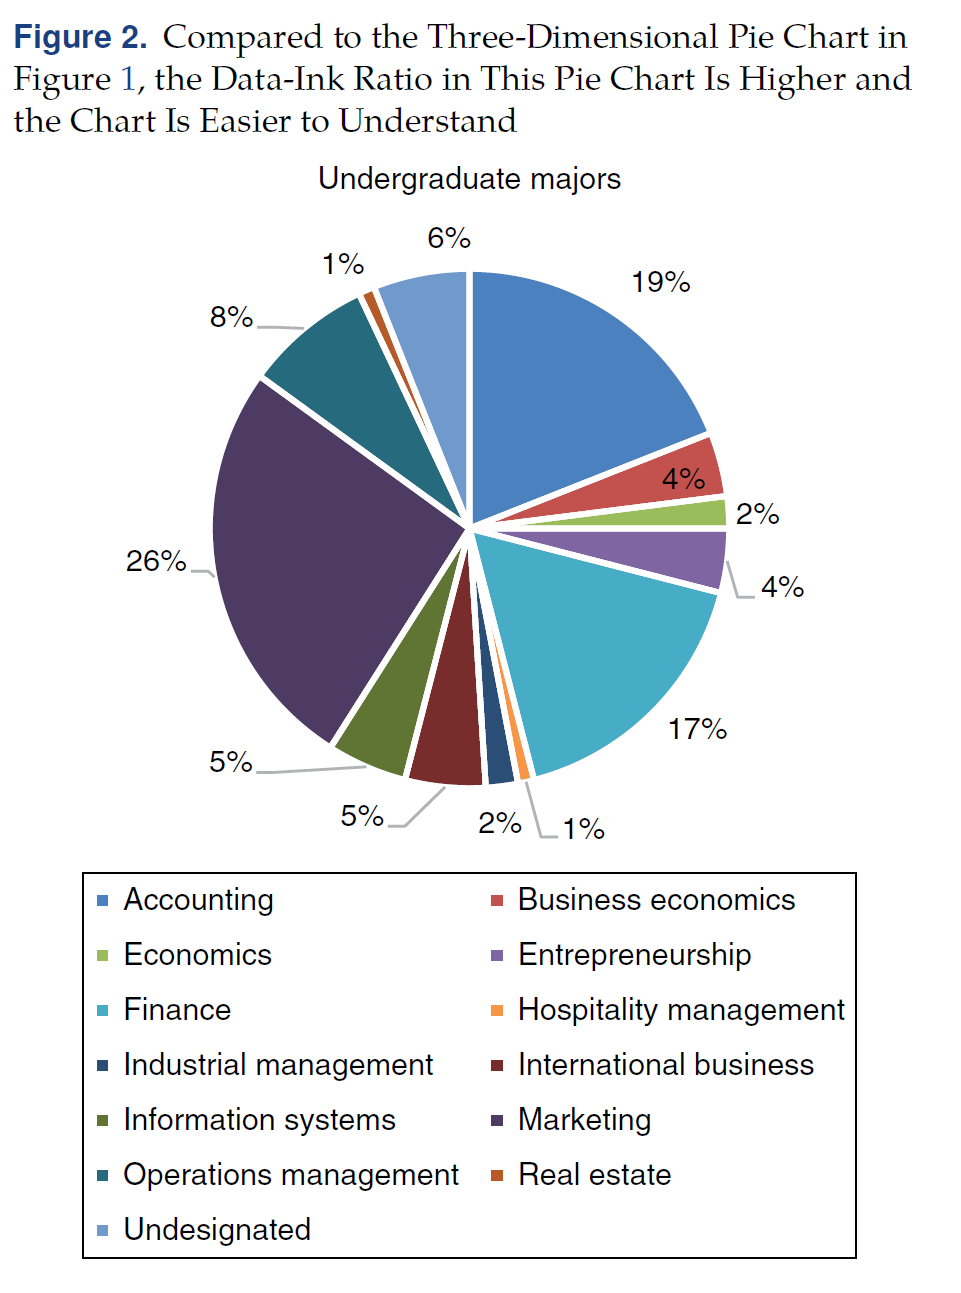 Figure 2. Compared to the Three-Dimensional Pie Chart in
Figure 1, the Data-Ink Ratio in This Pie Chart Is Higher and
the Chart Is Easier to Understand
Undergraduate majors
6%
1%
19%
8%
4%
2%
26%
4%
17%
5%
5%
2%
1%
Accounting
Business economics
Economics
Entrepreneurship
Finance
Hospitality management
Industrial management
International business
Information systems
Marketing
Operations management
Real estate
Undesignated